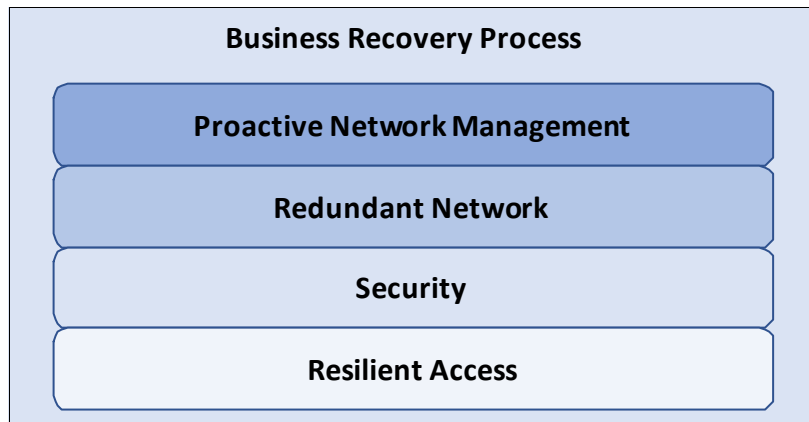 Business Recovery Process
Proactive Network Management
Redundant Network
Security
Resilient Access